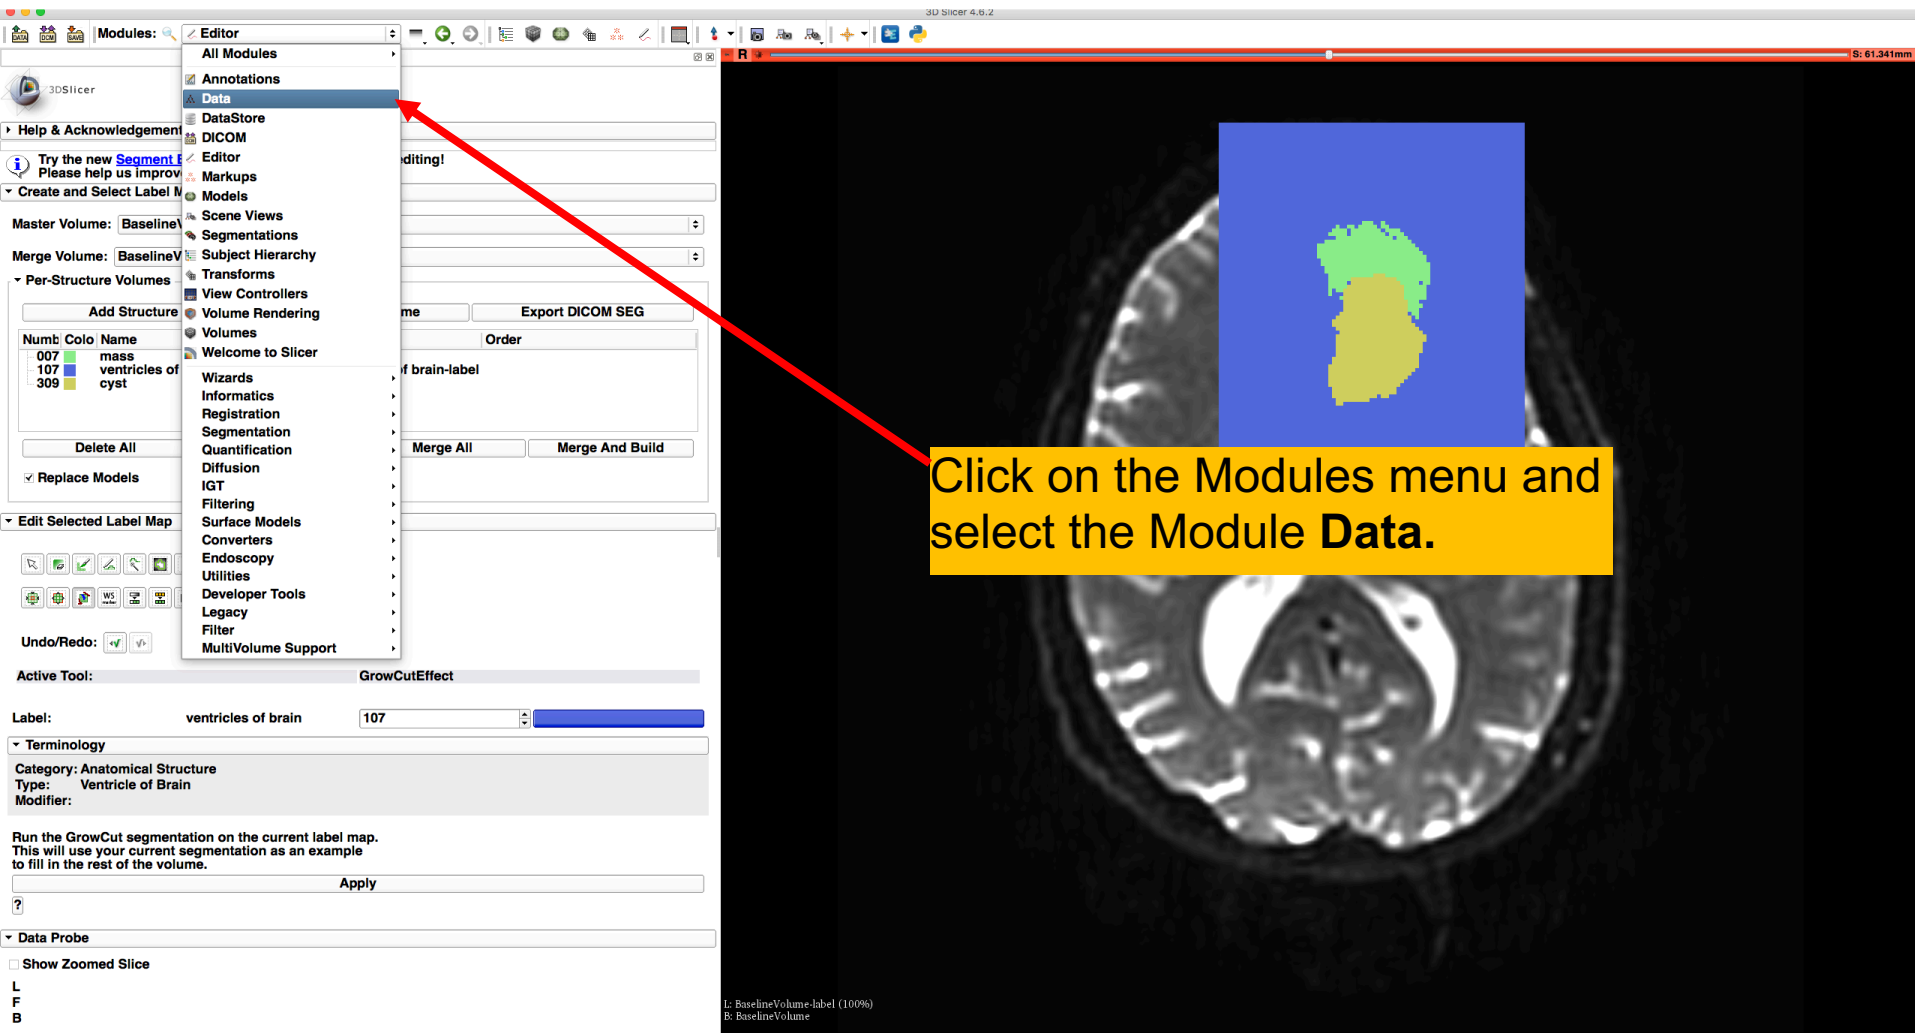 3D Slicer 4.6.2
DATA DCM SAVE Modules: Editor
All Modules
Annotations
Data
DataStore
DICOM
Editor
Markups
Models
Scene Views
Segmentations
Subject Hierarchy
Transforms
View Controllers
Volume Rendering
Volumes
Welcome to Slicer
Wizards
Informatics
Registration
Segmentation
Quantification
Diffusion
IGT
Filtering
Surface Models
Converters
Endoscopy
Utilities
Developer Tools
Legacy
Filter
MultiVolume Support
3DSlicer
Help & Acknowledgement
Try the new Segment E editing!
Please help us improv
Create and Select Label M
Master Volume: BaselineV
Merge Volume: BaselineV
Per-Structure Volumes
Add Structure me Export DICOM SEG
Numb Colo Name Order
007 mass
107 ventricles of of brain-label
309 cyst
Delete All Merge All Merge And Build
Replace Models
Edit Selected Label Map
WS
Undo/Redo:
Active Tool: GrowCutEffect
Label: ventricles of brain 107
Terminology
Category: Anatomical Structure
Type: Ventricle of Brain
Modifier:
Run the GrowCut segmentation on the current label map.
This will use your current segmentation as an example
to fill in the rest of the volume.
Apply
?
Data Probe
Show Zoomed Slice
L
F
B
R S: 61.341mm
Click on the Modules menu and
select the Module Data.
L: BaselineVolume-label (100%)
B: BaselineVolume